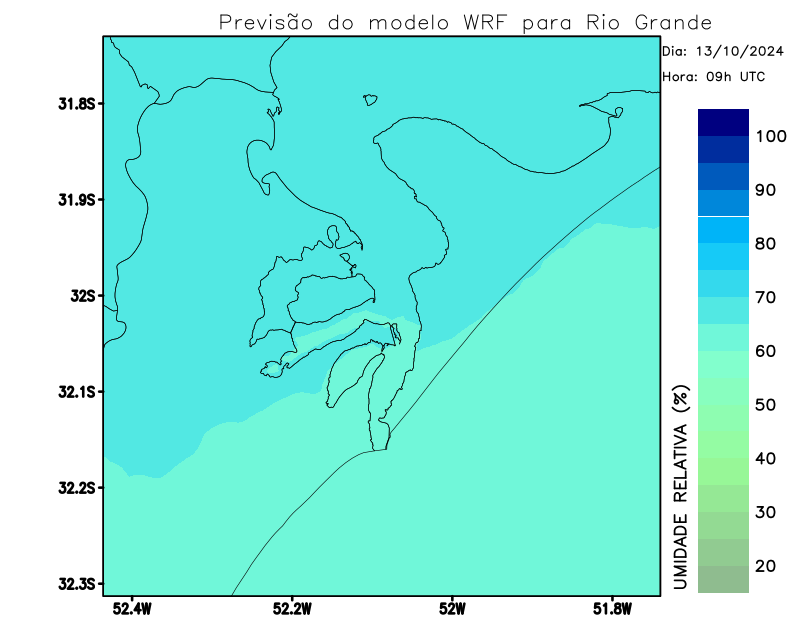 Previsão do modelo WRF para Rio Grande
Dia: 13/10/2024
Hora: 09h UTC
31.8S
31.9S
32S
32.1S
32.2S
32.3S
52.4W
52.2W
52W
51.8W
100
90
80
70
60
50
40
30
20
UMIDADE RELATIVA (%)